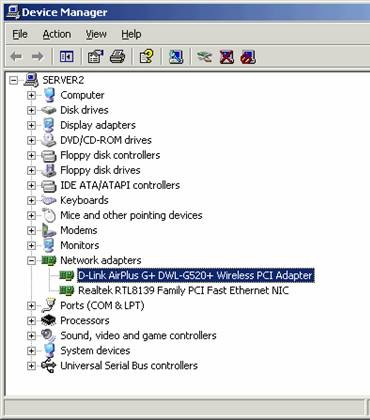 Device Manager
File Action View Help
SERVER2
Computer
Disk drives
Display adapters
DVD/CD-ROM drives
Floppy disk controllers
Floppy disk drives
IDE ATA/ATAPI controllers
Keyboards
Mice and other pointing devices
Modems
Monitors
Network adapters
D-Link AirPlus G+ DWL-G520+ Wireless PCI Adapter
Realtek RTL8139 Family PCI Fast Ethernet NIC
Ports (COM & LPT)
Processors
Sound, video and game controllers
System devices
Universal Serial Bus controllers